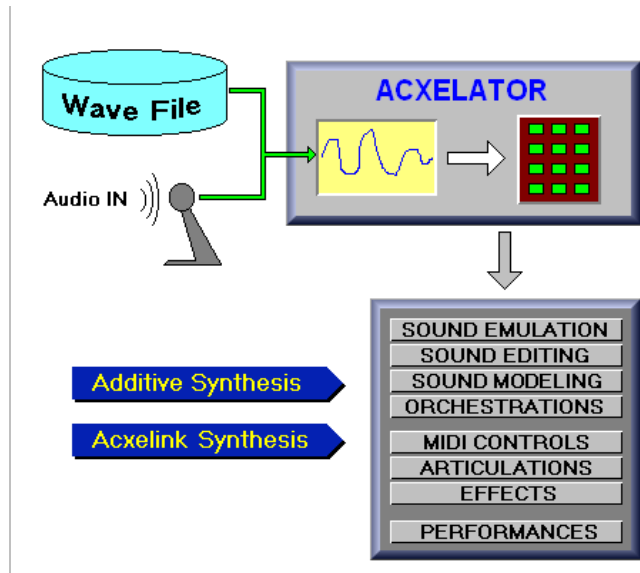 Wave File
ACXELATOR
Audio IN
SOUND EMULATION
SOUND EDITING
SOUND MODELING
ORCHESTRATIONS
MIDI CONTROLS
ARTICULATIONS
EFFECTS
PERFORMANCES
Additive Synthesis
Acxelink Synthesis